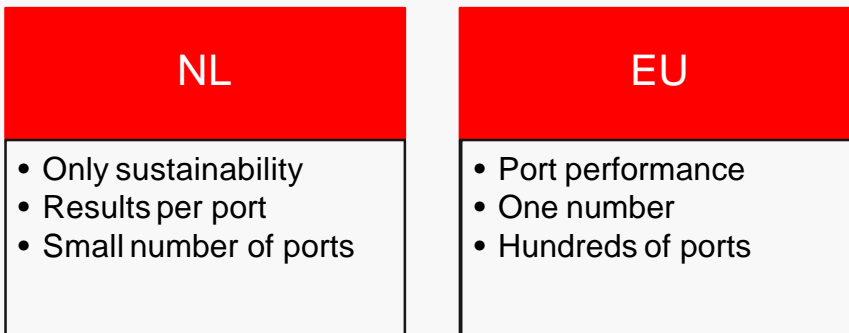 NL
• Only sustainability
• Results per port
• Small number of ports
EU
• Port performance
• One number
• Hundreds of ports